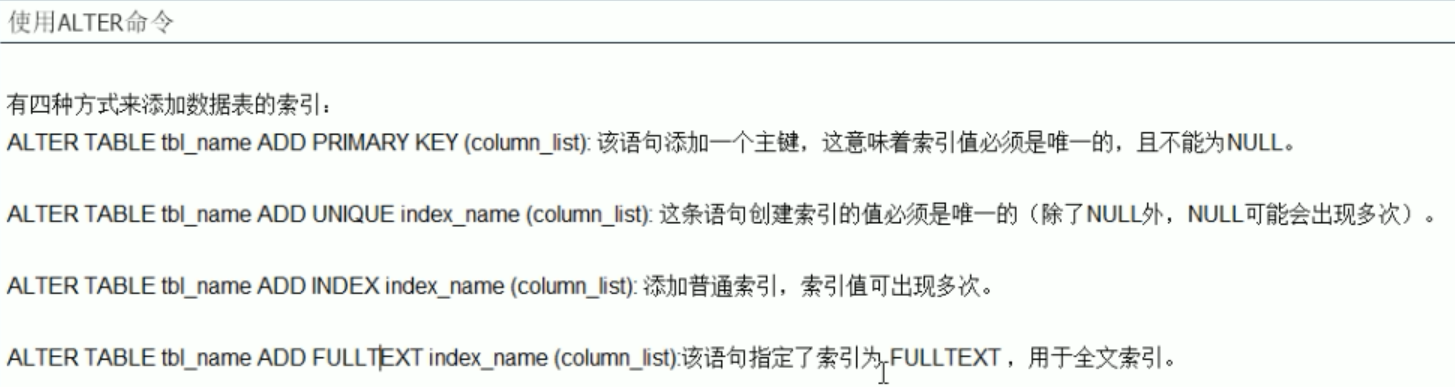 使用ALTER命令
有四种方式来添加数据表的索引：
ALTER TABLE tbl_name ADD PRIMARY KEY (column_list): 该语句添加一个主键，这意味着索引值必须是唯一的，且不能为NULL。
ALTER TABLE tbl_name ADD UNIQUE index_name (column_list): 这条语句创建索引的值必须是唯一的（除了NULL外，NULL可能会出现多次）。
ALTER TABLE tbl_name ADD INDEX index_name (column_list): 添加普通索引，索引值可出现多次。
ALTER TABLE tbl_name ADD FULLTEXT index_name (column_list):该语句指定了索引为 FULLTEXT ，用于全文索引。